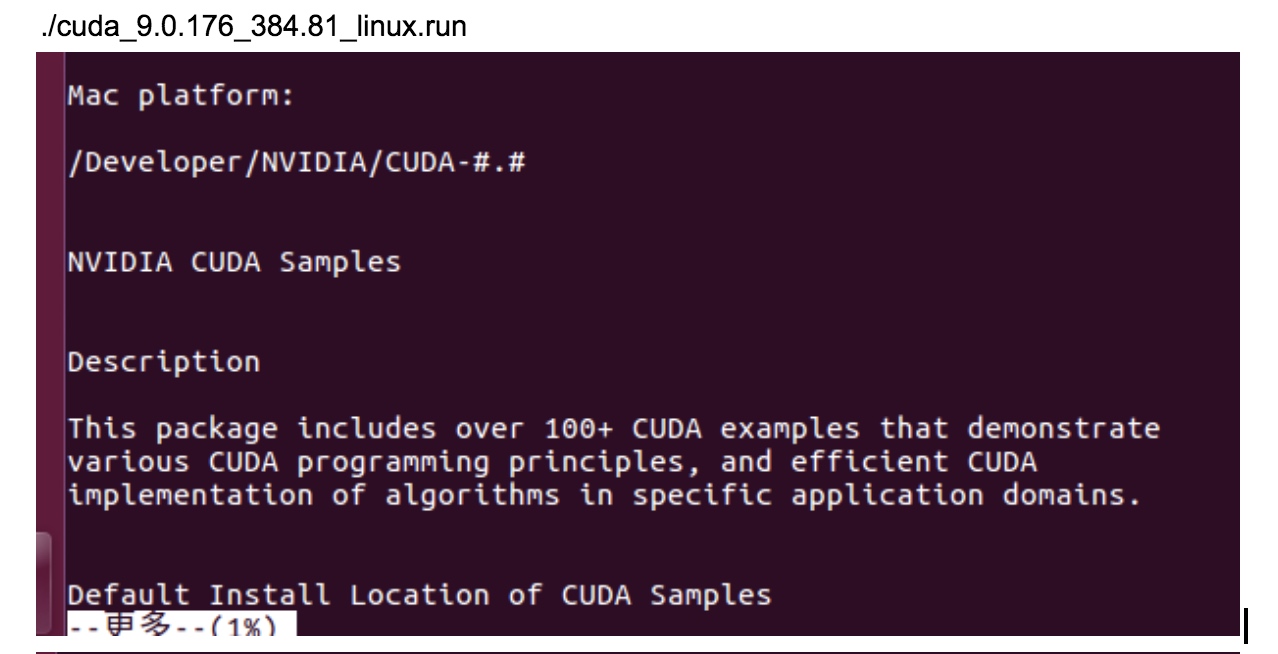 ./cuda_9.0.176_384.81_linux.run
Mac platform:
/Developer/NVIDIA/CUDA-#.#
NVIDIA CUDA Samples
Description
This package includes over 100+ CUDA examples that demonstrate
various CUDA programming principles, and efficient CUDA
implementation of algorithms in specific application domains.
Default Install Location of CUDA Samples
--更多--(1%)